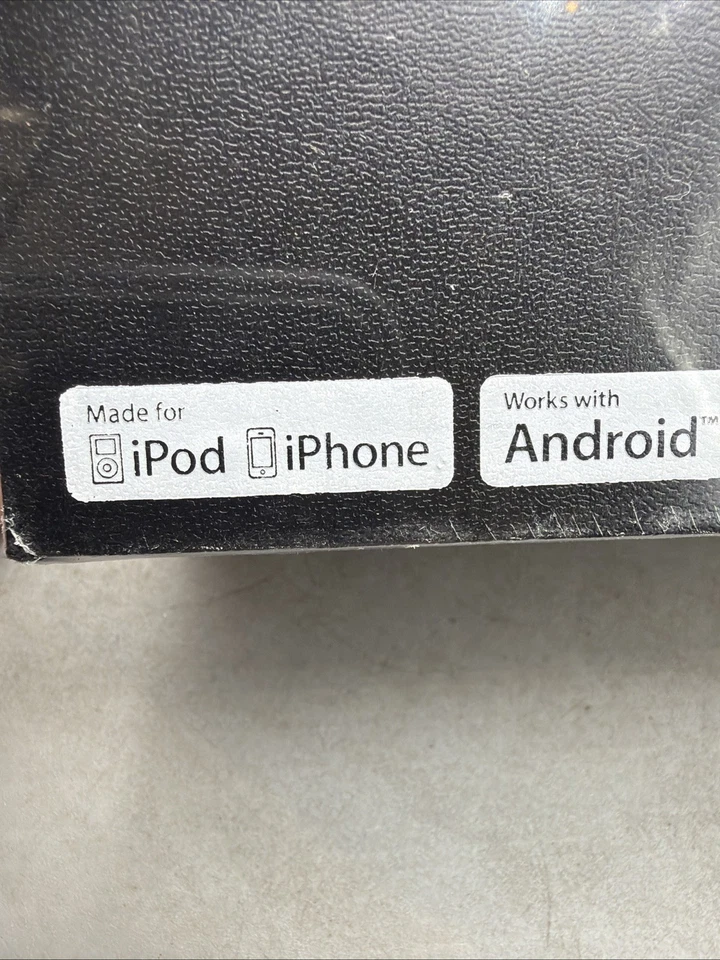 Made for
iPod iPhone
Works with
Android™